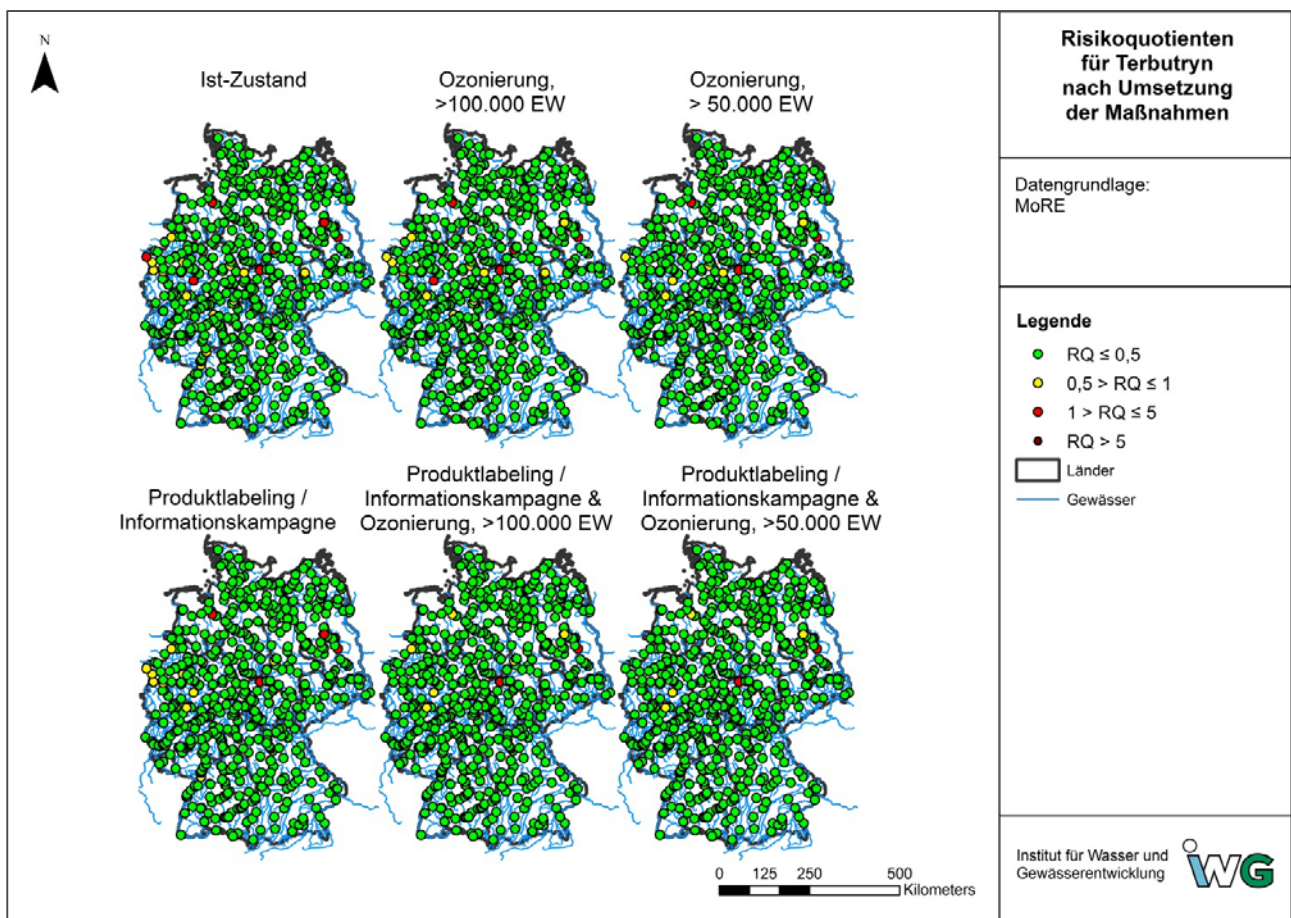 N
Ist-Zustand
Ozonierung,
>100.000 EW
Ozonierung,
> 50.000 EW
Produktlabeling /
Informationskampagne
Produktlabeling /
Informationskampagne &
Ozonierung, >100.000 EW
Produktlabeling /
Informationskampagne &
Ozonierung, >50.000 EW
0 125 250 500
Kilometers
Risikoquotienten
für Terbutryn
nach Umsetzung
der Maßnahmen
Datengrundlage:
MoRE
Legende
RQ ≤ 0,5
0,5 > RQ ≤ 1
1 > RQ ≤ 5
RQ > 5
Länder
Gewässer
Institut für Wasser und
Gewässerentwicklung
iWG